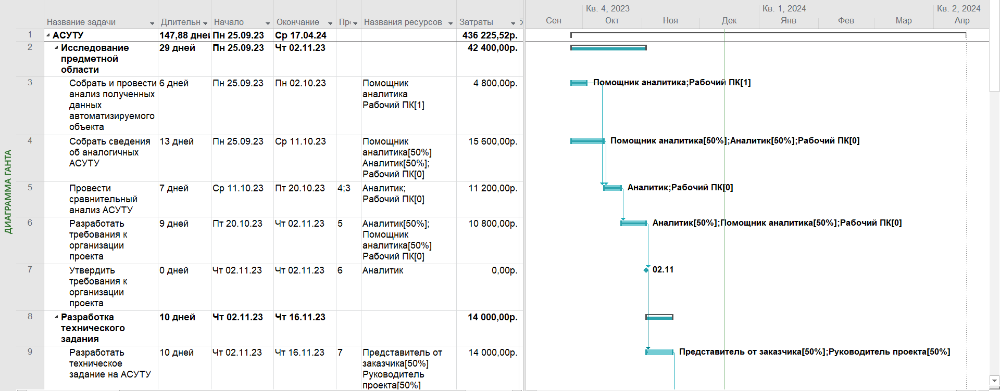 Кв. 4, 2023 Кв. 1, 2024 Кв. 2, 2024
Название задачи Длительн Начало Окончание Названия ресурсов Затраты Сен Окт Ноя Дек Янв Фев Мар Апр
ДИАГРАММА ГАНТА
1 АСУТУ 147,88 дней Пн 25.09.23 Ср 17.04.24 436 225,52р.
2 Исследование 29 дней Пн 25.09.23 Чт 02.11.23 42 400,00р.
предметной
области
3 Собрать и провести 6 дней Пн 25.09.23 Пн 02.10.23 Помощник 4 800,00р. Помощник аналитика;Рабочий ПК[1]
анализ полученных аналитика
данных Рабочий ПК[1]
автоматизируемого
объекта
4 Собрать сведения 13 дней Пн 25.09.23 Ср 11.10.23 Помощник 15 600,00р. Помощник аналитика[50%];Аналитик[50%];Рабочий ПК[0]
об аналогичных аналитика[50%]
АСУТУ Аналитик[50%];
Рабочий ПК[0]
5 Провести 7 дней Ср 11.10.23 Пт 20.10.23 4;3 Аналитик; 11 200,00р. Аналитик;Рабочий ПК[0]
сравнительный Рабочий ПК[0]
анализ АСУТУ
6 Разработать 9 дней Пт 20.10.23 Чт 02.11.23 5 Аналитик[50%]; 10 800,00р. Аналитик[50%];Помощник аналитика[50%];Рабочий ПК[0]
требования к Помощник
организации аналитика[50%]
проекта Рабочий ПК[0]
7 Утвердить 0 дней Чт 02.11.23 Чт 02.11.23 6 Аналитик 0,00р. 02.11
требования к
организации
проекта
8 Разработка 10 дней Чт 02.11.23 Чт 16.11.23 14 000,00р.
технического
задания
9 Разработать 10 дней Чт 02.11.23 Чт 16.11.23 7 Представитель от 14 000,00р. Представитель от заказчика[50%];Руководитель проекта[50%]
техническое заказчика[50%]
задание на АСУТУ Руководитель
проекта[50%]